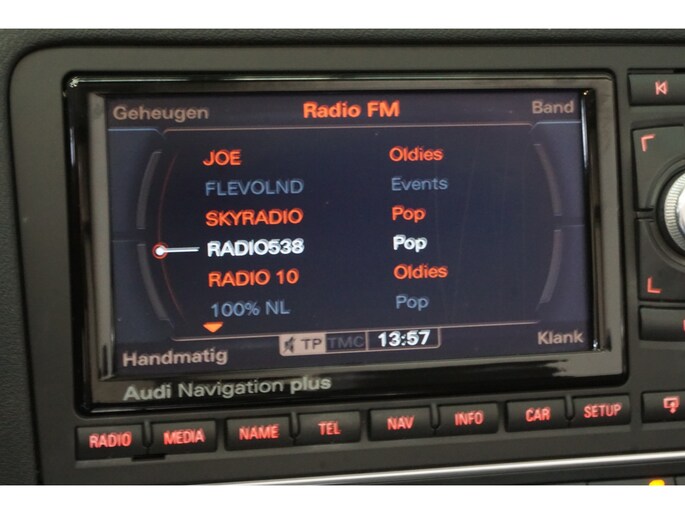 Geheugen Radio FM Band
JOE Oldies
FLEVOLND Events
SKYRADIO Pop
RADIO538 Pop
RADIO 10 Oldies
100% NL Pop
TP TMC 13:57
Handmatig Klank
Audi Navigation plus
RADIO MEDIA NAME TEL NAV INFO CAR SETUP